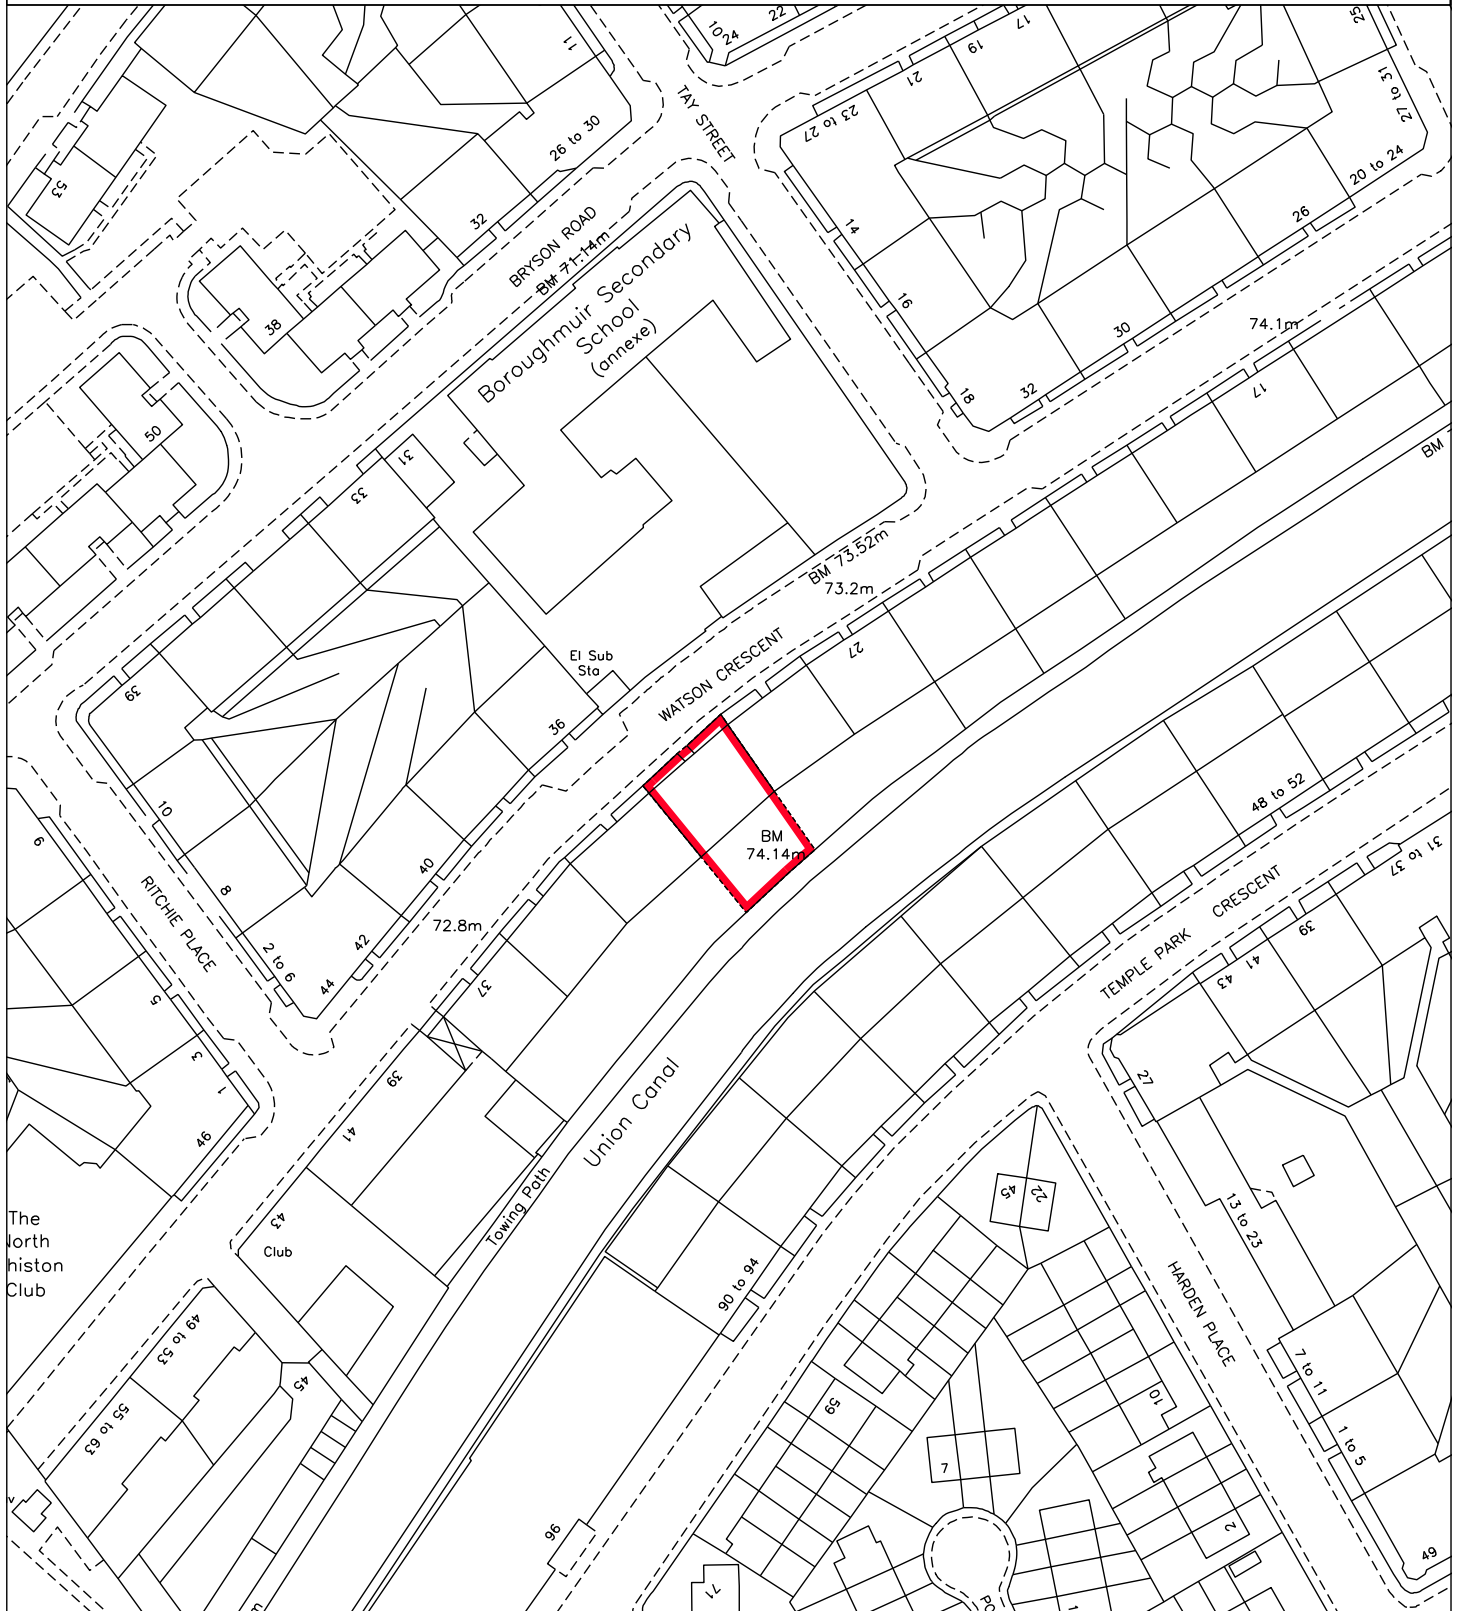 10
24
22
17
19
21
25
11
TAY STREET
23 to 27
27 to 31
26 to 30
20 to 24
53
32
BRYSON ROAD
BM 71.14m
14
26
Boroughmuir Secondary
School
(annexe)
16
38
30
74.1m
18
32
17
50
31
33
BM
BM 73.52m
73.2m
WATSON CRESCENT
27
El Sub
Sta
39
36
10
BM
74.14m
48 to 52
9
40
31 to 37
8
RITCHIE PLACE
CRESCENT
TEMPLE PARK
39
41
43
72.8m
42
2 to 6
44
37
5
3
1
46
39
41
27
Union Canal
Towing Path
45
22
13 to 23
43
Club
The
North
Club
90 to 94
HARDEN PLACE
49 to 53
45
55 to 63
59
10
7 to 11
1 to 5
7
96
2
49
71